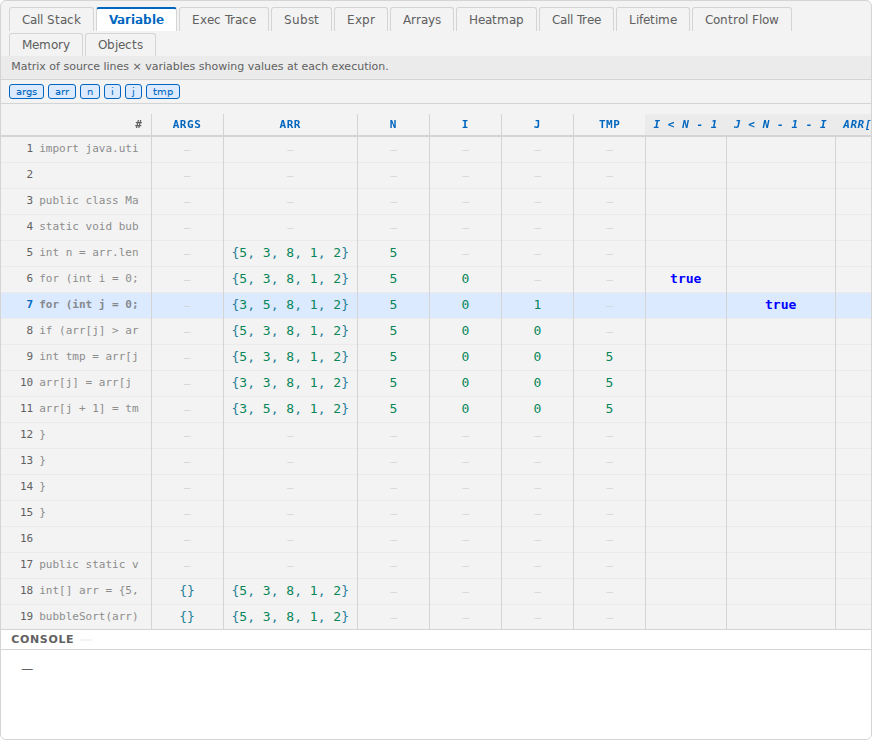 Call Stack Variable Exec Trace Subst Expr Arrays Heatmap Call Tree Lifetime Control Flow
Memory Objects
Matrix of source lines × variables showing values at each execution.
args arr n i j tmp
# ARGS ARR N I J TMP I < N - 1 J < N - 1 - I ARR[
1 import java.uti — — — — — —
2 — — — — — —
3 public class Ma — — — — — —
4 static void bub — — — — — —
5 int n = arr.len — {5, 3, 8, 1, 2} 5 — — —
6 for (int i = 0; — {5, 3, 8, 1, 2} 5 0 — — true
7 for (int j = 0; — {3, 5, 8, 1, 2} 5 0 1 — true
8 if (arr[j] > ar — {5, 3, 8, 1, 2} 5 0 0 —
9 int tmp = arr[j — {5, 3, 8, 1, 2} 5 0 0 5
10 arr[j] = arr[j — {3, 3, 8, 1, 2} 5 0 0 5
11 arr[j + 1] = tm — {3, 5, 8, 1, 2} 5 0 0 5
12 } — — — — — —
13 } — — — — — —
14 } — — — — — —
15 } — — — — — —
16 — — — — — —
17 public static v — — — — — —
18 int[] arr = {5, {} {5, 3, 8, 1, 2} — — — —
19 bubbleSort(arr) {} {5, 3, 8, 1, 2} — — — —
CONSOLE —
—